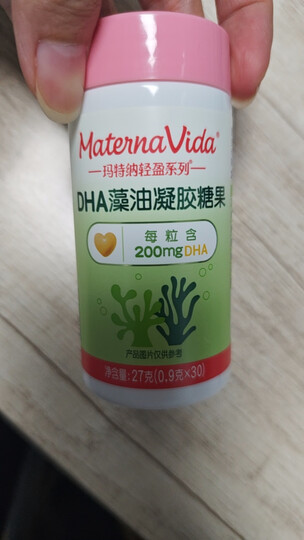 MaternaVida®
玛特纳轻盈系列®
DHA藻油凝胶糖果
每粒含
200mgDHA
产品图片仅供参考
净含量:27克(0.9克×30)